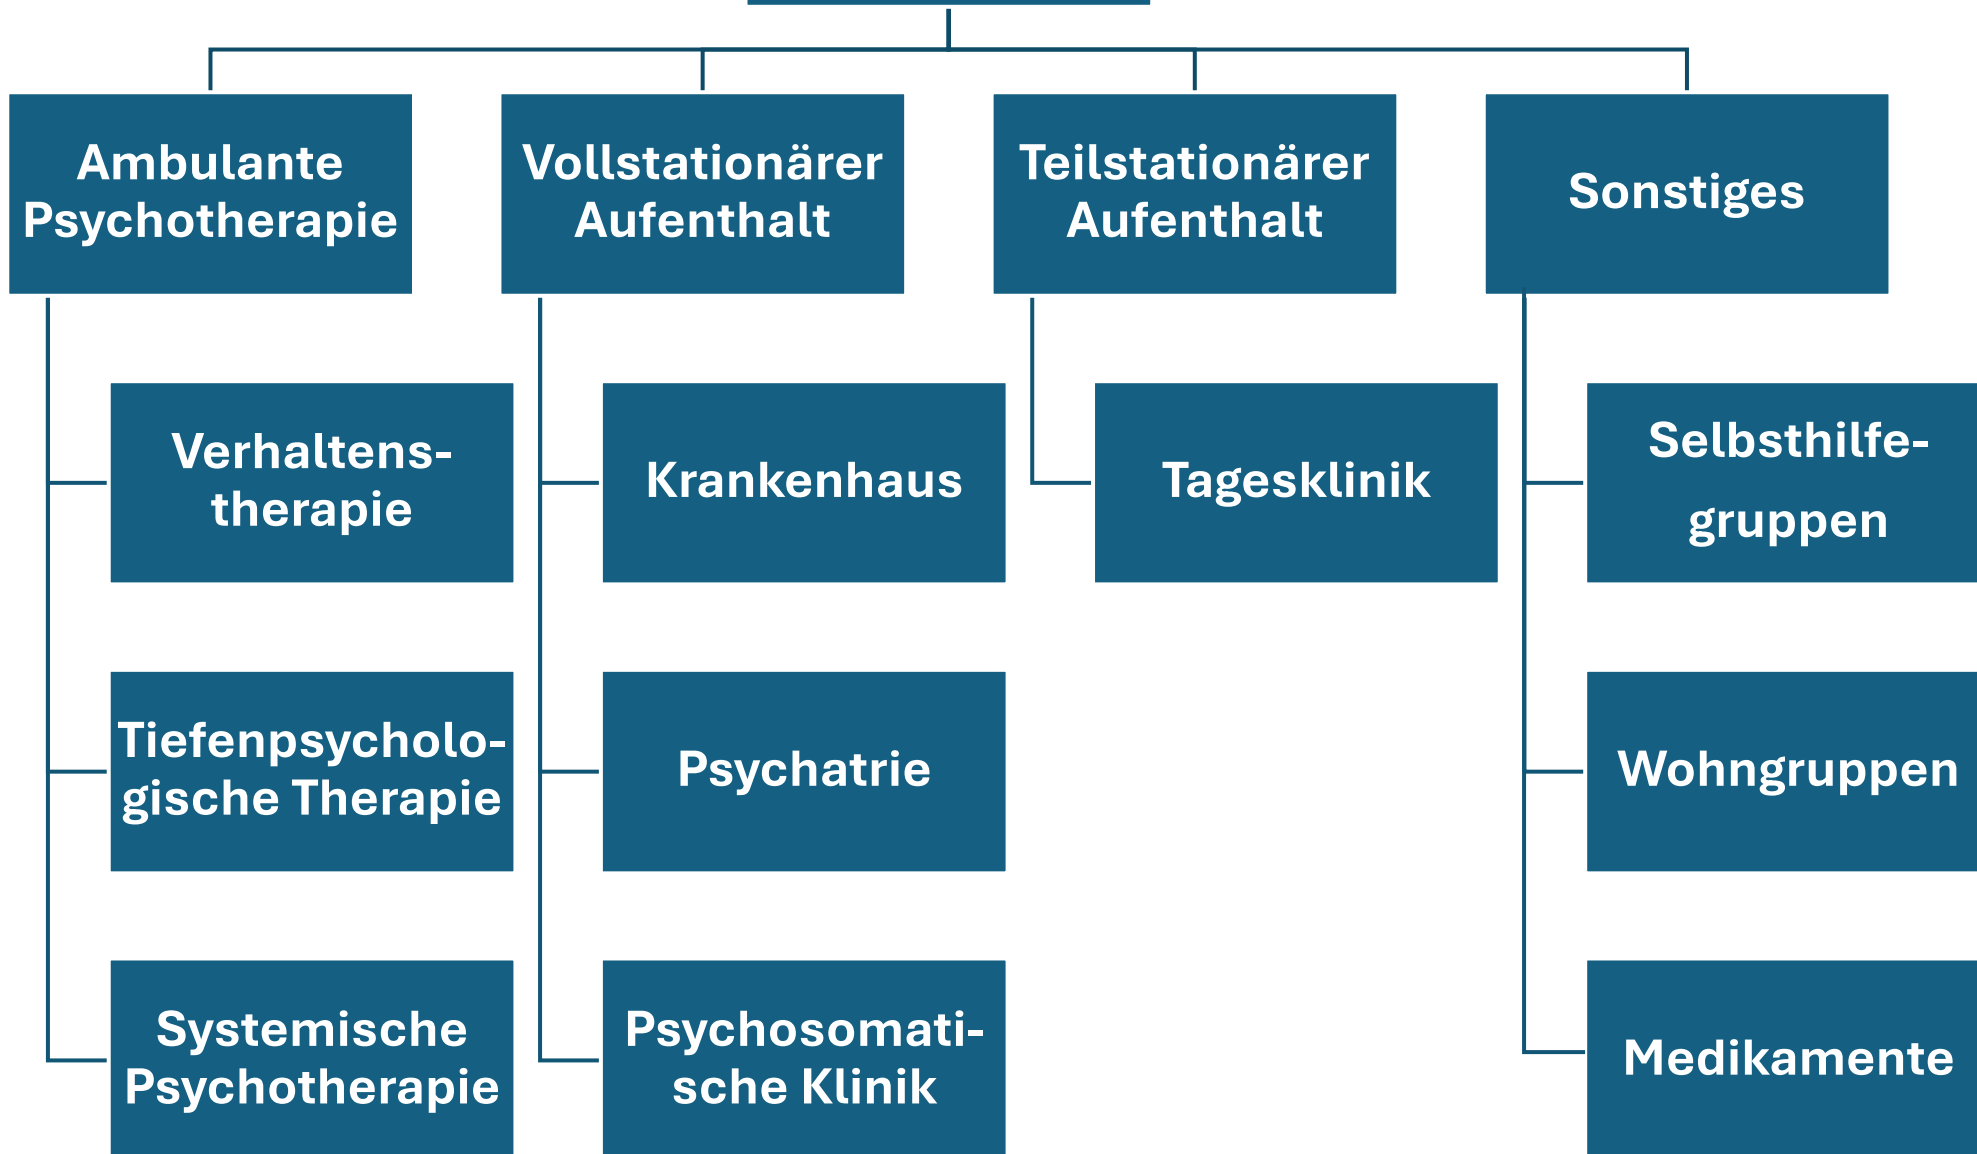 Ambulante
Psychotherapie
Vollstationärer
Aufenthalt
Teilstationärer
Aufenthalt
Sonstiges
Verhaltens-
therapie
Krankenhaus
Tagesklinik
Selbsthilfe-
gruppen
Tiefenpsycholo-
gische Therapie
Psychatrie
Wohngruppen
Systemische
Psychotherapie
Psychosomati-
sche Klinik
Medikamente